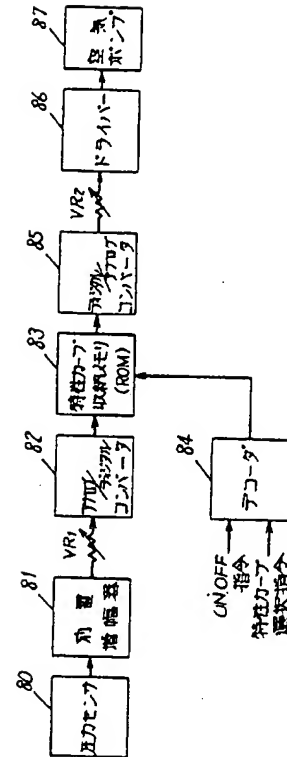 80
圧力センサ
81
前置
増幅器
VR1
82
アナログ/
ディジタル
コンバータ
83
特性カーブ
収納メモリ
(ROM)
84
デコーダ
ON.OFF
指令
特性カーブ
選択指令
85
ディジタル/
アナログ
コンバータ
VR2
86
ドライバー
87
空気
ポンプ